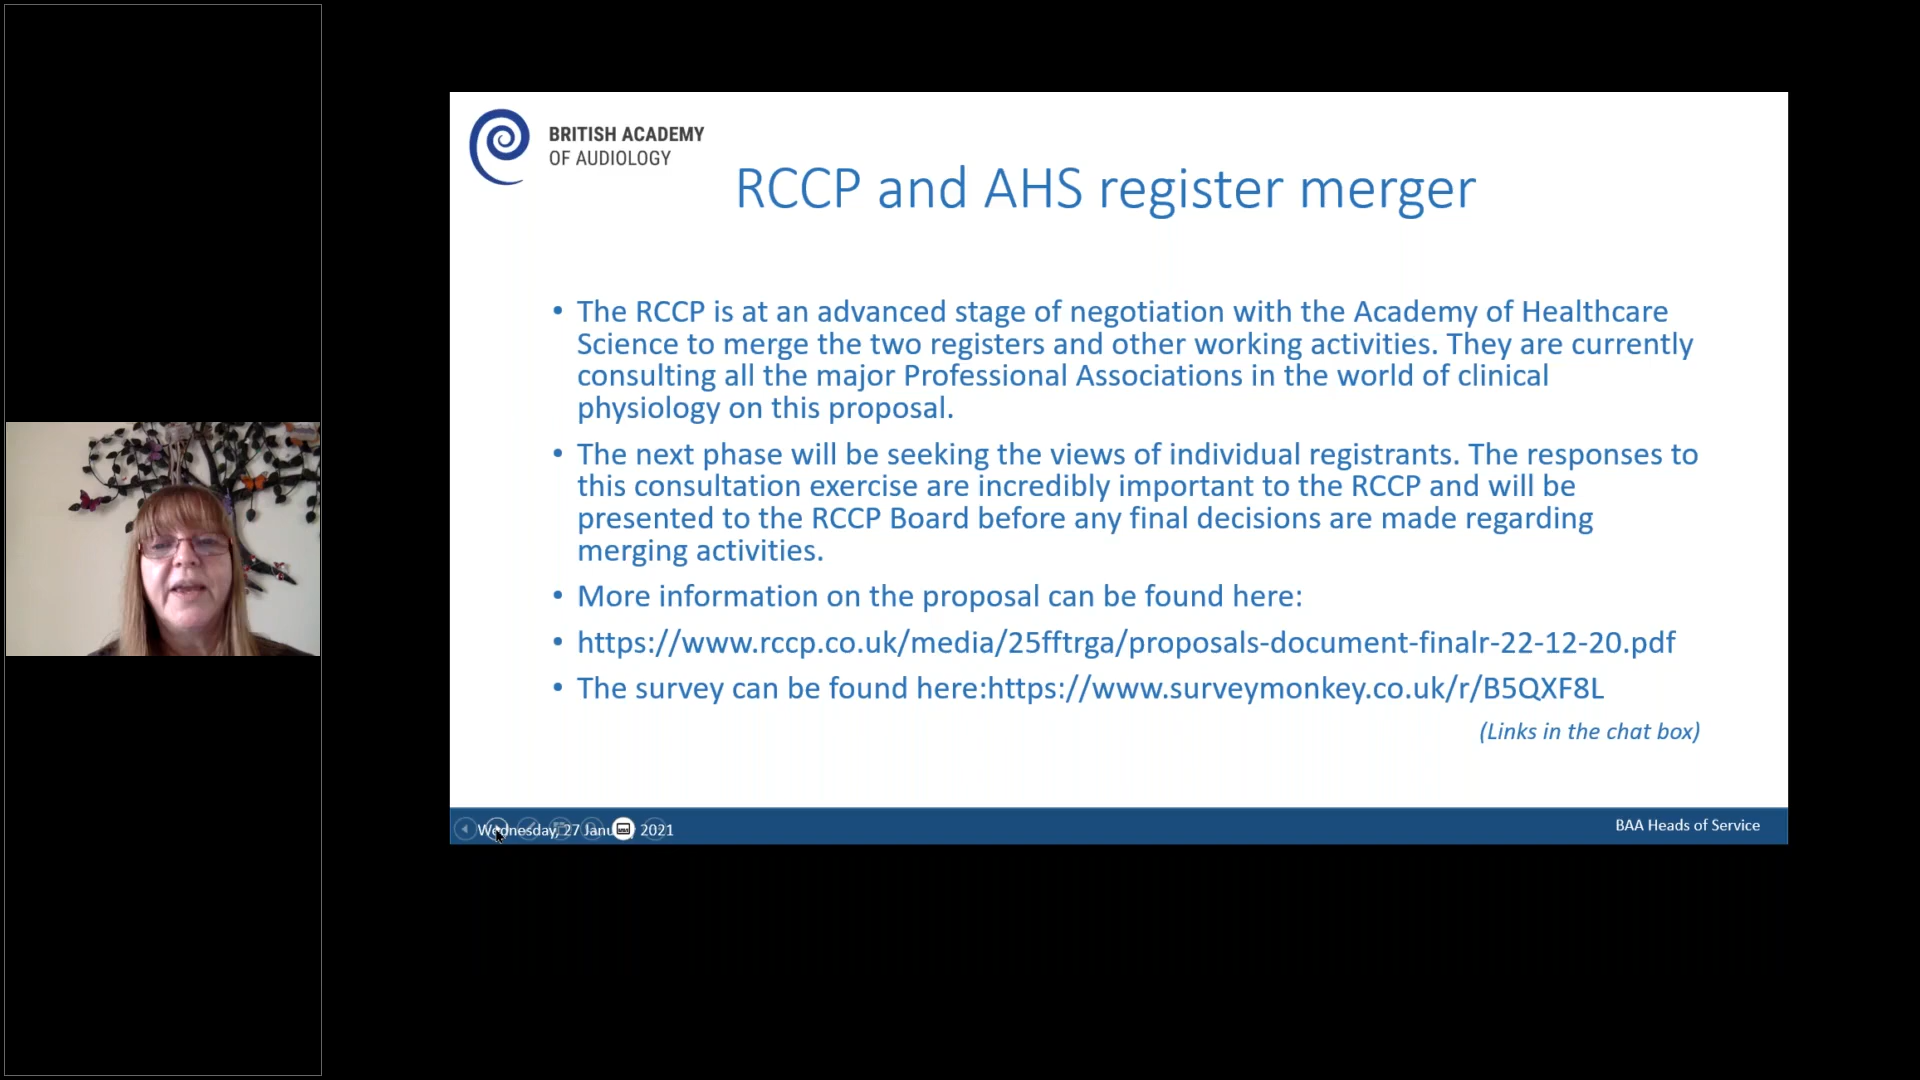 BRITISH ACADEMY
OF AUDIOLOGY
RCCP and AHS register merger
• The RCCP is at an advanced stage of negotiation with the Academy of Healthcare
Science to merge the two registers and other working activities. They are currently
consulting all the major Professional Associations in the world of clinical
physiology on this proposal.
• The next phase will be seeking the views of individual registrants. The responses to
this consultation exercise are incredibly important to the RCCP and will be
presented to the RCCP Board before any final decisions are made regarding
merging activities.
• More information on the proposal can be found here:
• https://www.rccp.co.uk/media/25fftrga/proposals-document-finalr-22-12-20.pdf
• The survey can be found here:https://www.surveymonkey.co.uk/r/B5QXF8L
(Links in the chat box)
Wednesday, 27 January 2021
BAA Heads of Service